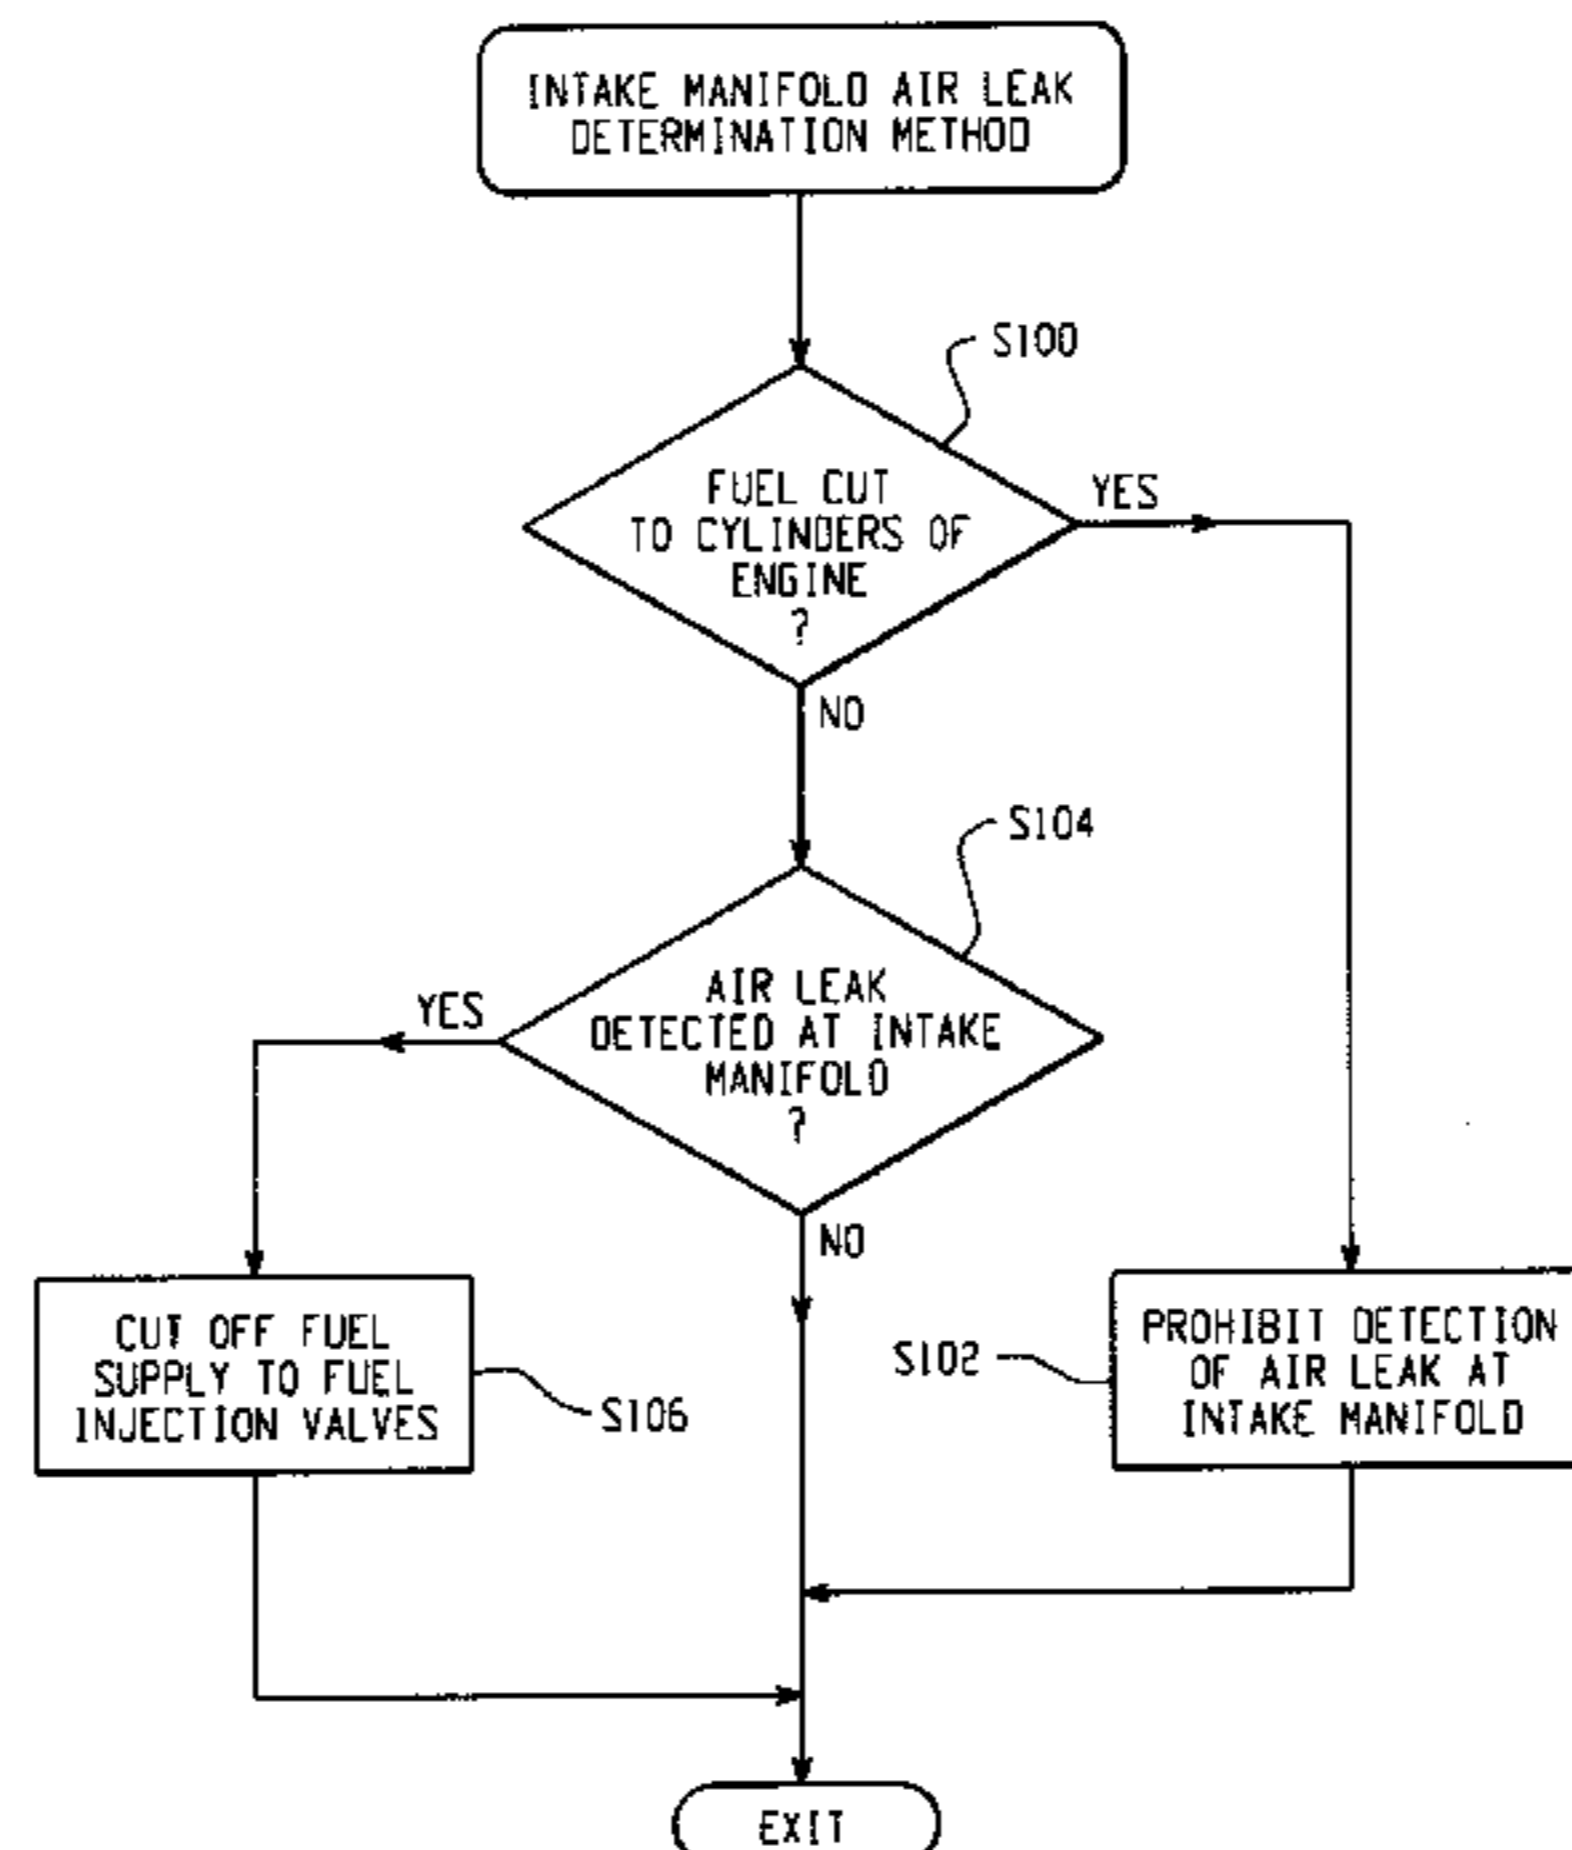 INTAKE MANIFOLD AIR LEAK
DETERMINATION METHOD
S100
FUEL CUT
TO CYLINDERS OF
ENGINE
?
YES
NO
S104
AIR LEAK
DETECTED AT INTAKE
MANIFOLD
?
YES
NO
CUT OFF FUEL
SUPPLY TO FUEL
INJECTION VALVES
S106
S102
PROHIBIT DETECTION
OF AIR LEAK AT
INTAKE MANIFOLD
EXIT